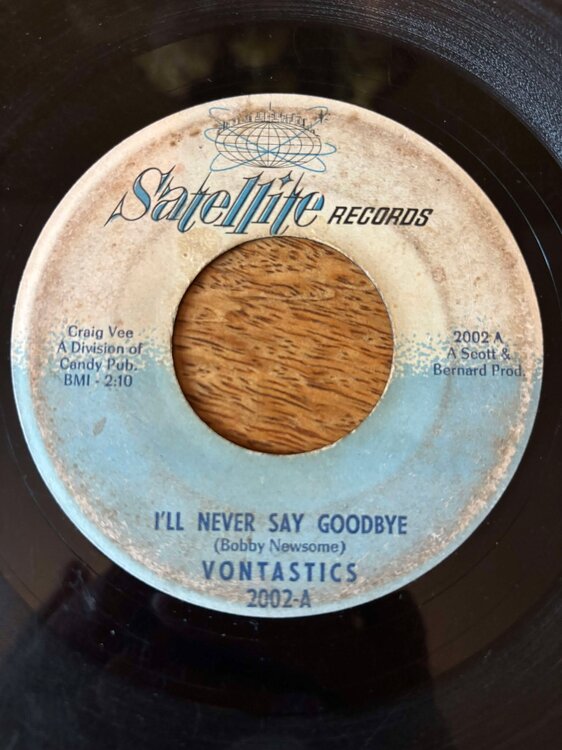 Satellite RECORDS
Craig Vee
A Division of
Candy Pub.
BMI - 2:10
2002 A
A Scott &
Bernard Prod.
I'LL NEVER SAY GOODBYE
(Bobby Newsome)
VONTASTICS
2002-A